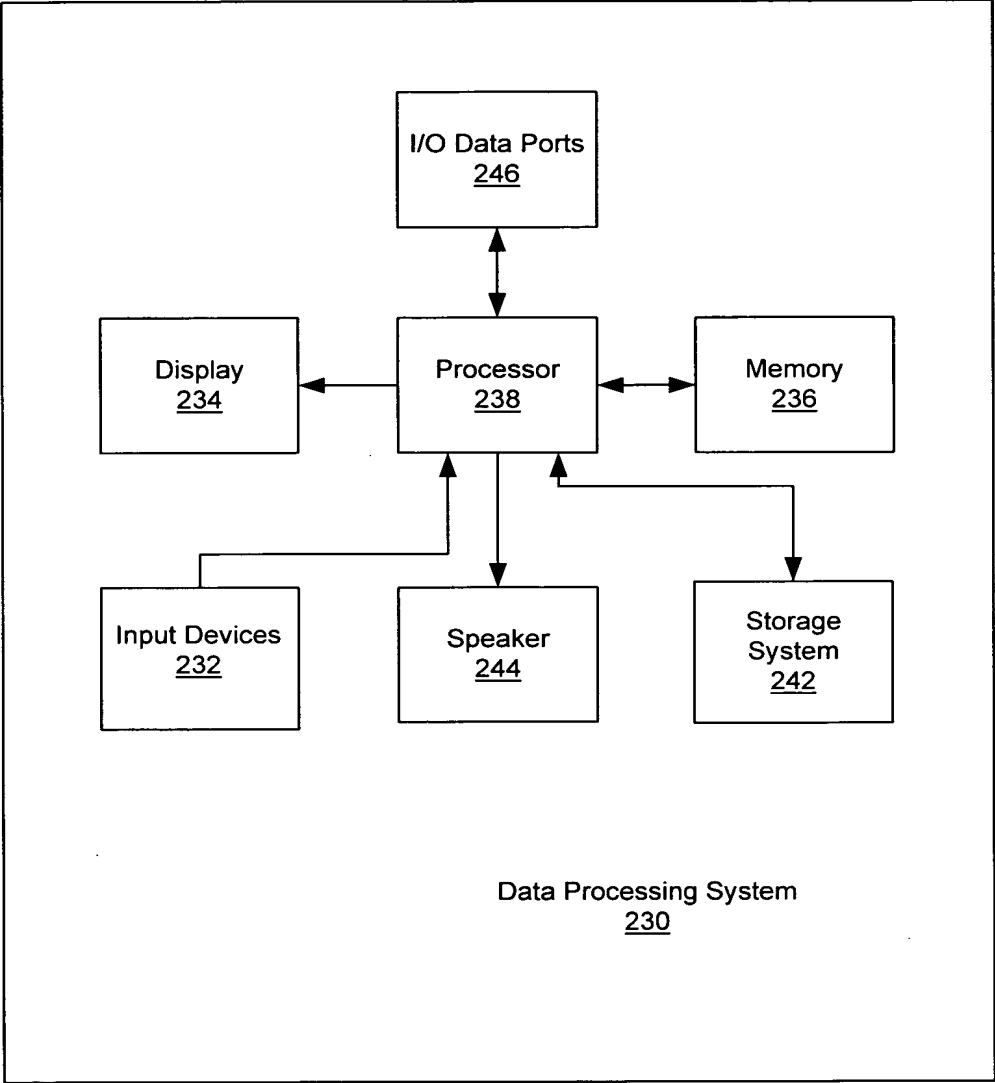 I/O Data Ports
246
Display
234
Processor
238
Memory
236
Input Devices
232
Speaker
244
Storage
System
242
Data Processing System
230